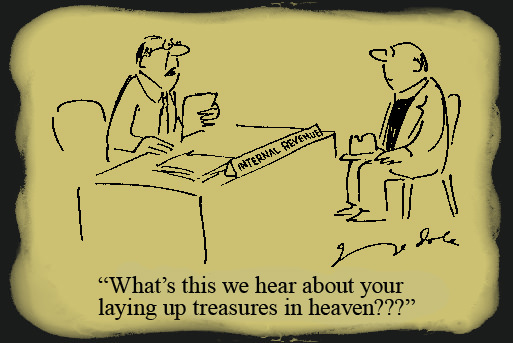 INTERNAL REVENUE
“What’s this we hear about your
laying up treasures in heaven???”